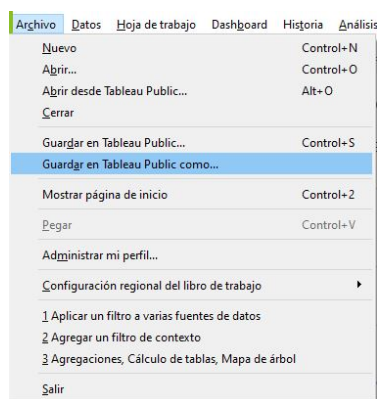 Archivo Datos Hoja de trabajo Dashboard Historia Análisis
Nuevo Control+N
Abrir... Control+O
Abrir desde Tableau Public... Alt+O
Cerrar
Guardar en Tableau Public... Control+S
Guardar en Tableau Public como...
Mostrar página de inicio Control+2
Pegar Control+V
Administrar mi perfil...
Configuración regional del libro de trabajo
1 Aplicar un filtro a varias fuentes de datos
2 Agregar un filtro de contexto
3 Agregaciones, Cálculo de tablas, Mapa de árbol
Salir